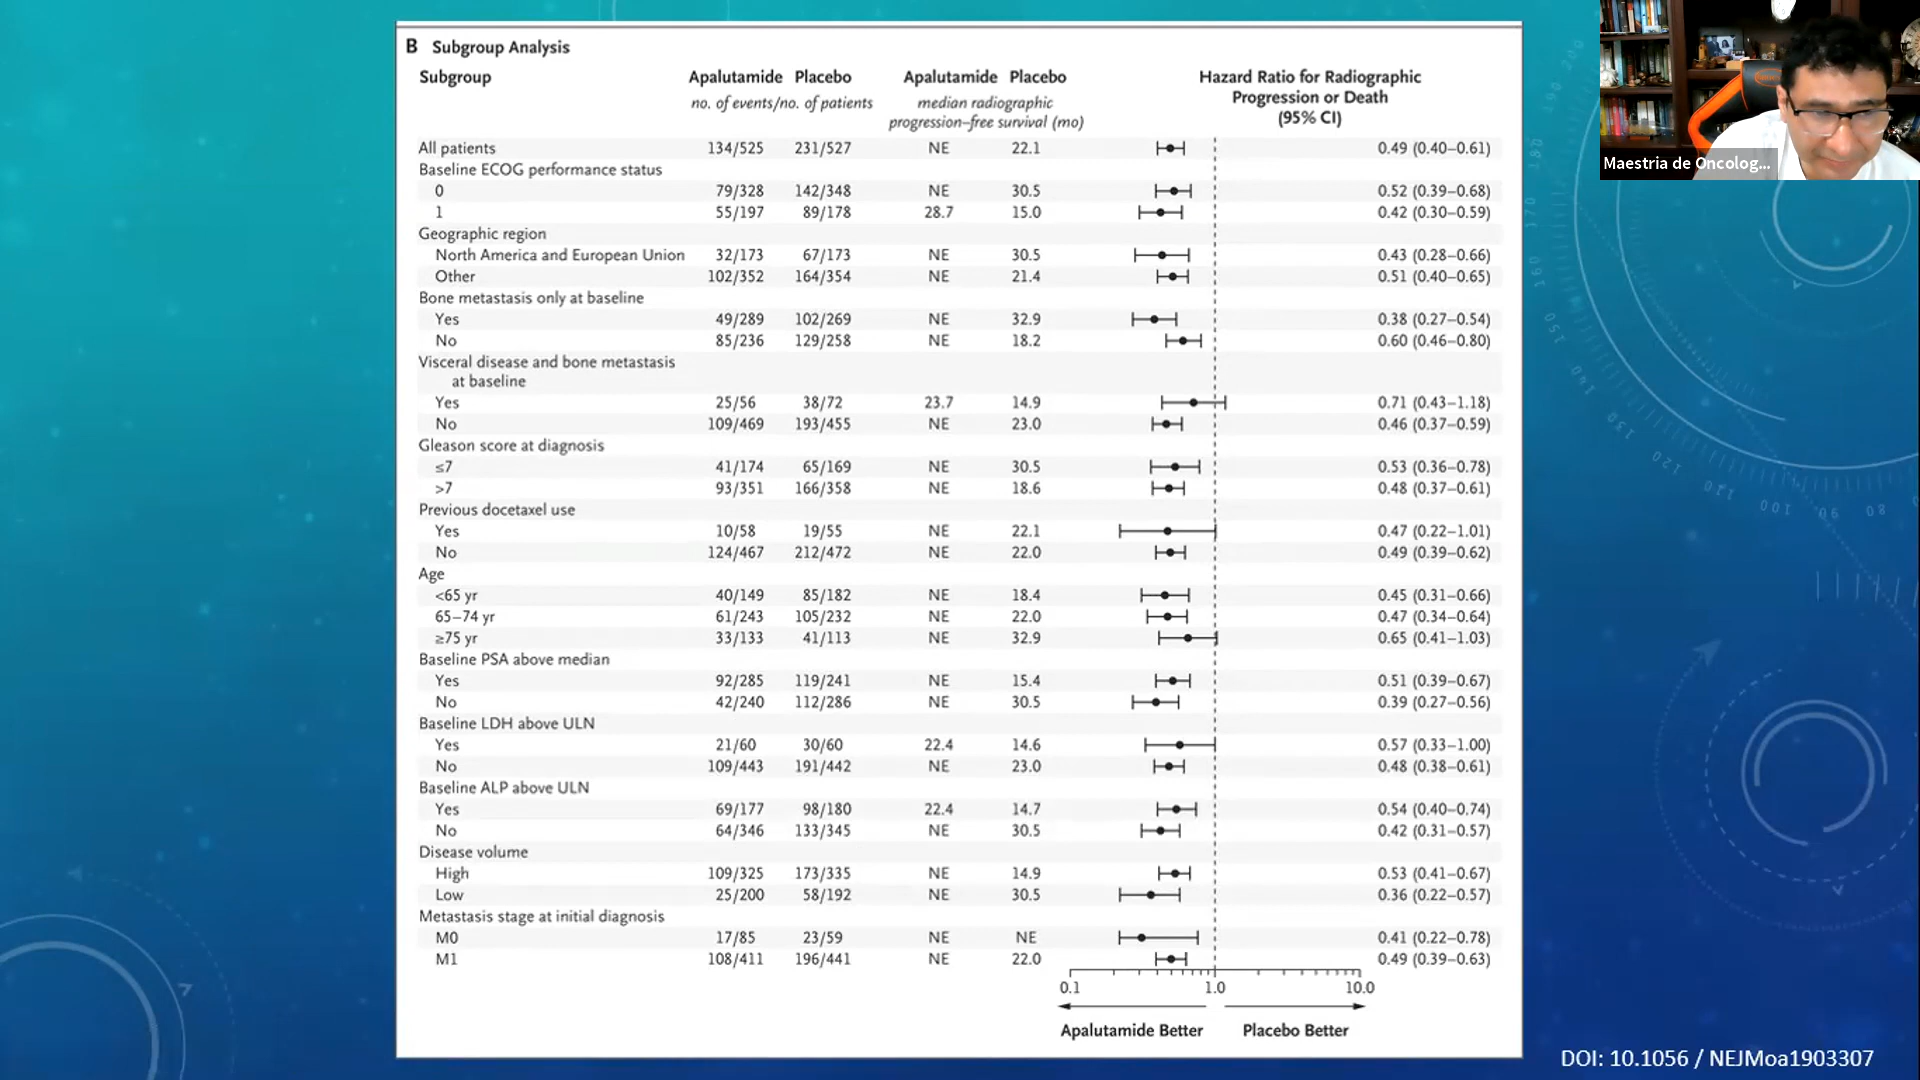 B Subgroup Analysis
Subgroup Apalutamide Placebo Apalutamide Placebo Hazard Ratio for Radiographic
Progression or Death
(95% CI)
no. of events/no. of patients median radiographic
progression–free survival (mo)
All patients 134/525 231/527 NE 22.1 0.49 (0.40–0.61)
Baseline ECOG performance status
0 79/328 142/348 NE 30.5 0.52 (0.39–0.68)
1 55/197 89/178 28.7 15.0 0.42 (0.30–0.59)
Geographic region
North America and European Union 32/173 67/173 NE 30.5 0.43 (0.28–0.66)
Other 102/352 164/354 NE 21.4 0.51 (0.40–0.65)
Bone metastasis only at baseline
Yes 49/289 102/269 NE 32.9 0.38 (0.27–0.54)
No 85/236 129/258 NE 18.2 0.60 (0.46–0.80)
Visceral disease and bone metastasis
at baseline
Yes 25/56 38/72 23.7 14.9 0.71 (0.43–1.18)
No 109/469 193/455 NE 23.0 0.46 (0.37–0.59)
Gleason score at diagnosis
≤7 41/174 65/169 NE 30.5 0.53 (0.36–0.78)
>7 93/351 166/358 NE 18.6 0.48 (0.37–0.61)
Previous docetaxel use
Yes 10/58 19/55 NE 22.1 0.47 (0.22–1.01)
No 124/467 212/472 NE 22.0 0.49 (0.39–0.62)
Age
<65 yr 40/149 85/182 NE 18.4 0.45 (0.31–0.66)
65–74 yr 61/243 105/232 NE 22.0 0.47 (0.34–0.64)
≥75 yr 33/133 41/113 NE 32.9 0.65 (0.41–1.03)
Baseline PSA above median
Yes 92/285 119/241 NE 15.4 0.51 (0.39–0.67)
No 42/240 112/286 NE 30.5 0.39 (0.27–0.56)
Baseline LDH above ULN
Yes 21/60 30/60 22.4 14.6 0.57 (0.33–1.00)
No 109/443 191/442 NE 23.0 0.48 (0.38–0.61)
Baseline ALP above ULN
Yes 69/177 98/180 22.4 14.7 0.54 (0.40–0.74)
No 64/346 133/345 NE 30.5 0.42 (0.31–0.57)
Disease volume
High 109/325 173/335 NE 14.9 0.53 (0.41–0.67)
Low 25/200 58/192 NE 30.5 0.36 (0.22–0.57)
Metastasis stage at initial diagnosis
M0 17/85 23/59 NE NE 0.41 (0.22–0.78)
M1 108/411 196/441 NE 22.0 0.49 (0.39–0.63)
0.1 1.0 10.0
Apalutamide Better Placebo Better
Maestria de Oncolog...
DOI: 10.1056 / NEJMoa1903307